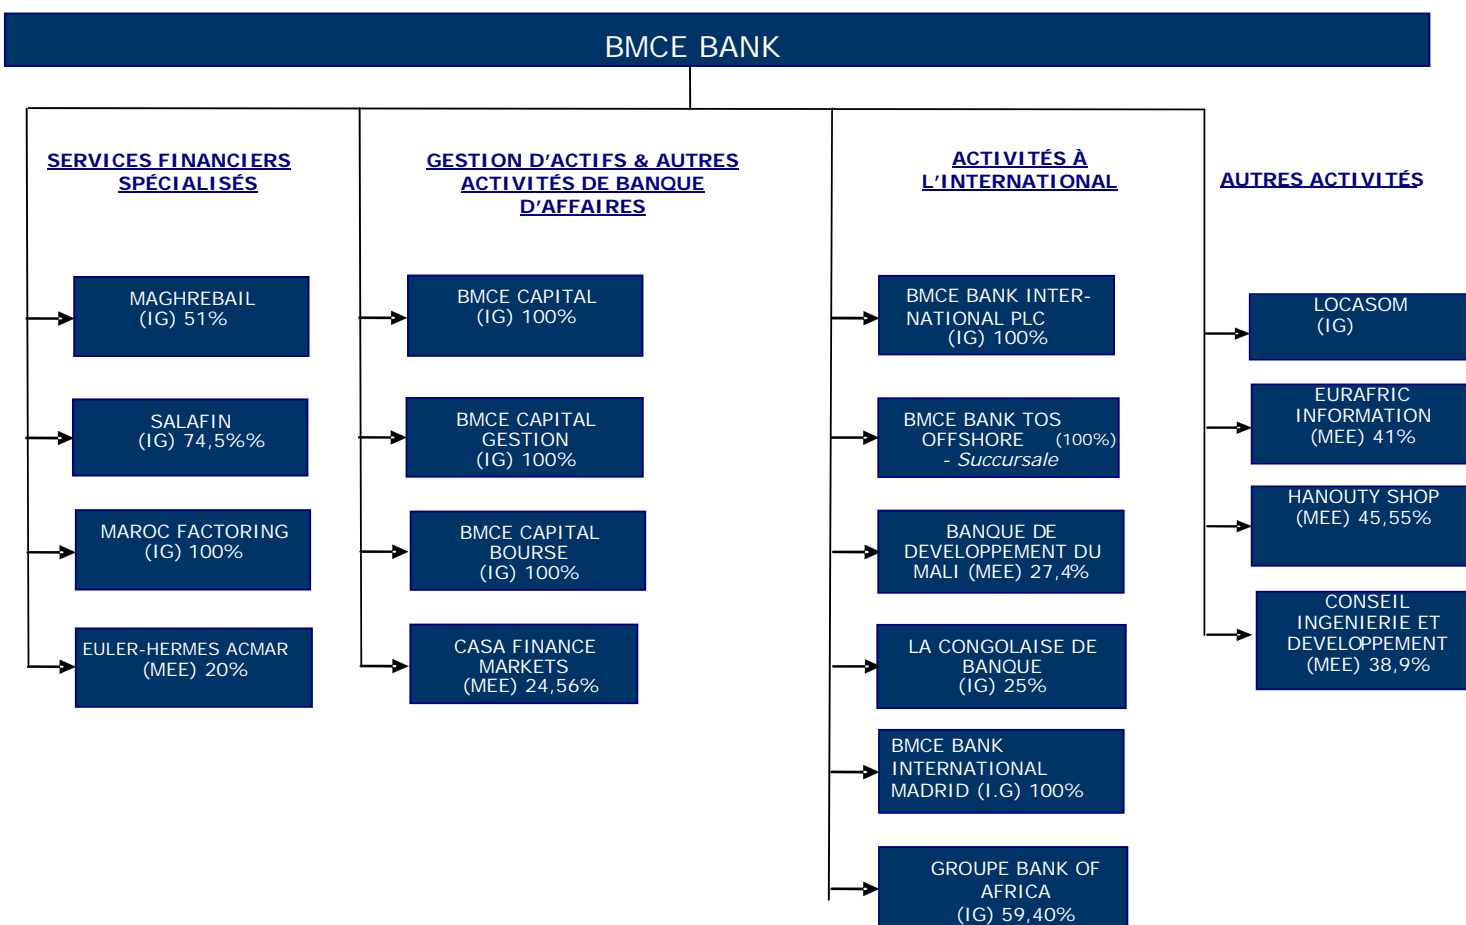 BMCE BANK
SERVICES FINANCIERS
SPÉCIALISÉS
MAGHREBAIL
(IG) 51%
SALAFIN
(IG) 74,5%%
MAROC FACTORING
(IG) 100%
EULER-HERMES ACMAR
(MEE) 20%
GESTION D'ACTIFS & AUTRES
ACTIVITÉS DE BANQUE
D'AFFAIRES
BMCE CAPITAL
(IG) 100%
BMCE CAPITAL
GESTION
(IG) 100%
BMCE CAPITAL
BOURSE
(IG) 100%
CASA FINANCE
MARKETS
(MEE) 24,56%
ACTIVITÉS À
L'INTERNATIONAL
BMCE BANK INTER-
NATIONAL PLC
(IG) 100%
BMCE BANK TOS
OFFSHORE (100%)
- Succursale
BANQUE DE
DEVELOPPEMENT DU
MALI (MEE) 27,4%
LA CONGOLAISE DE
BANQUE
(IG) 25%
BMCE BANK
INTERNATIONAL
MADRID (I.G) 100%
GROUPE BANK OF
AFRICA
(IG) 59,40%
AUTRES ACTIVITÉS
LOCASOM
(IG)
EURAFRIC
INFORMATION
(MEE) 41%
HANOUTY SHOP
(MEE) 45,55%
CONSEIL
INGENIERIE ET
DEVELOPPEMENT
(MEE) 38,9%